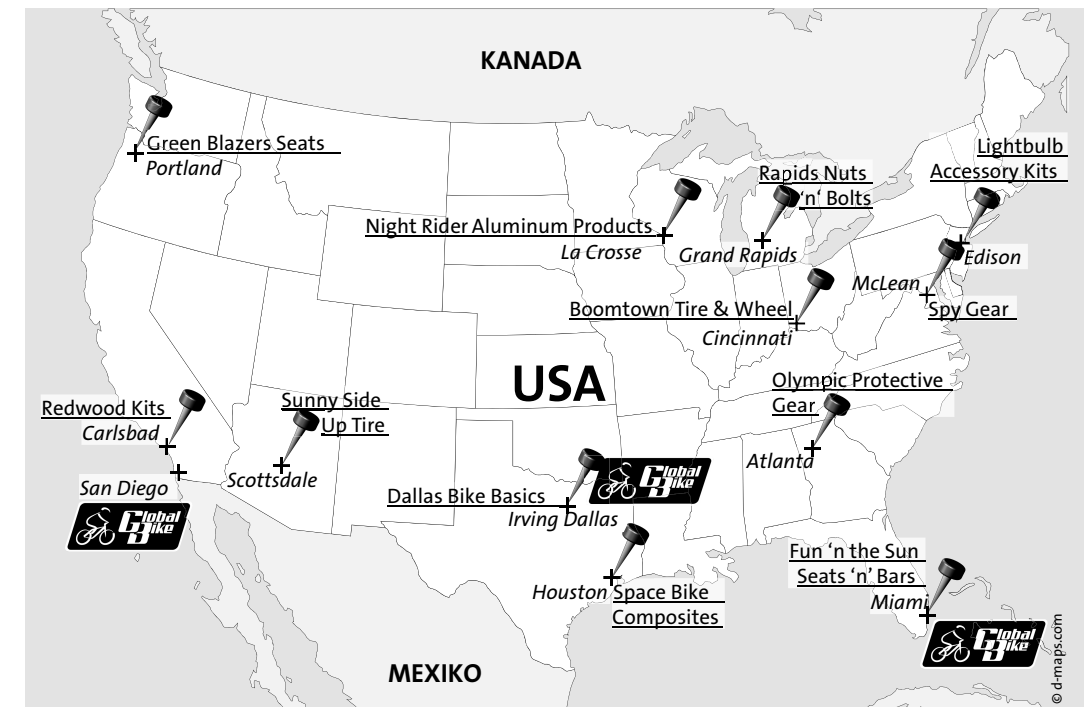 KANADA
Green Blazers Seats
Portland
Lightbulb
Accessory Kits
Rapids Nuts
‘n‘ Bolts
Night Rider Aluminum Products
La Crosse
Grand Rapids
Edison
McLean
Spy Gear
Boomtown Tire & Wheel
Cincinnati
USA
Olympic Protective
Gear
Atlanta
Redwood Kits
Carlsbad
Sunny Side
Up Tire
Scottsdale
San Diego
Global
Bike
Dallas Bike Basics
Irving Dallas
Global
Bike
Houston
Space Bike
Composites
Fun ‘n the Sun
Seats ‘n’ Bars
Miami
Global
Bike
MEXIKO
© d-maps.com